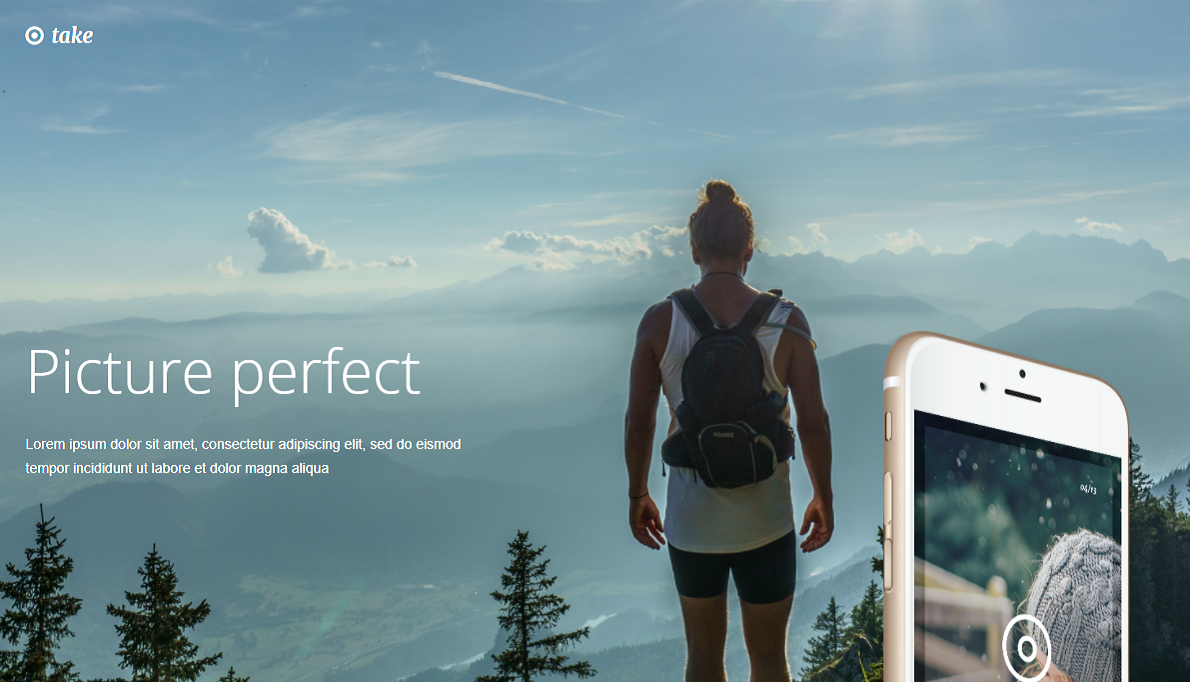 take
Picture perfect
Lorem ipsum dolor sit amet, consectetur adipiscing elit, sed do eismod
tempor incididunt ut labore et dolor magna aliqua
SOURCE
04/13